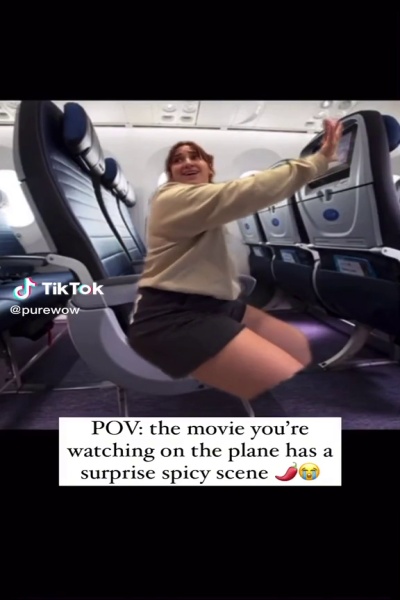 TikTok
@purewow
POV: the movie you're
watching on the plane has a
surprise spicy scene 🌶️😭